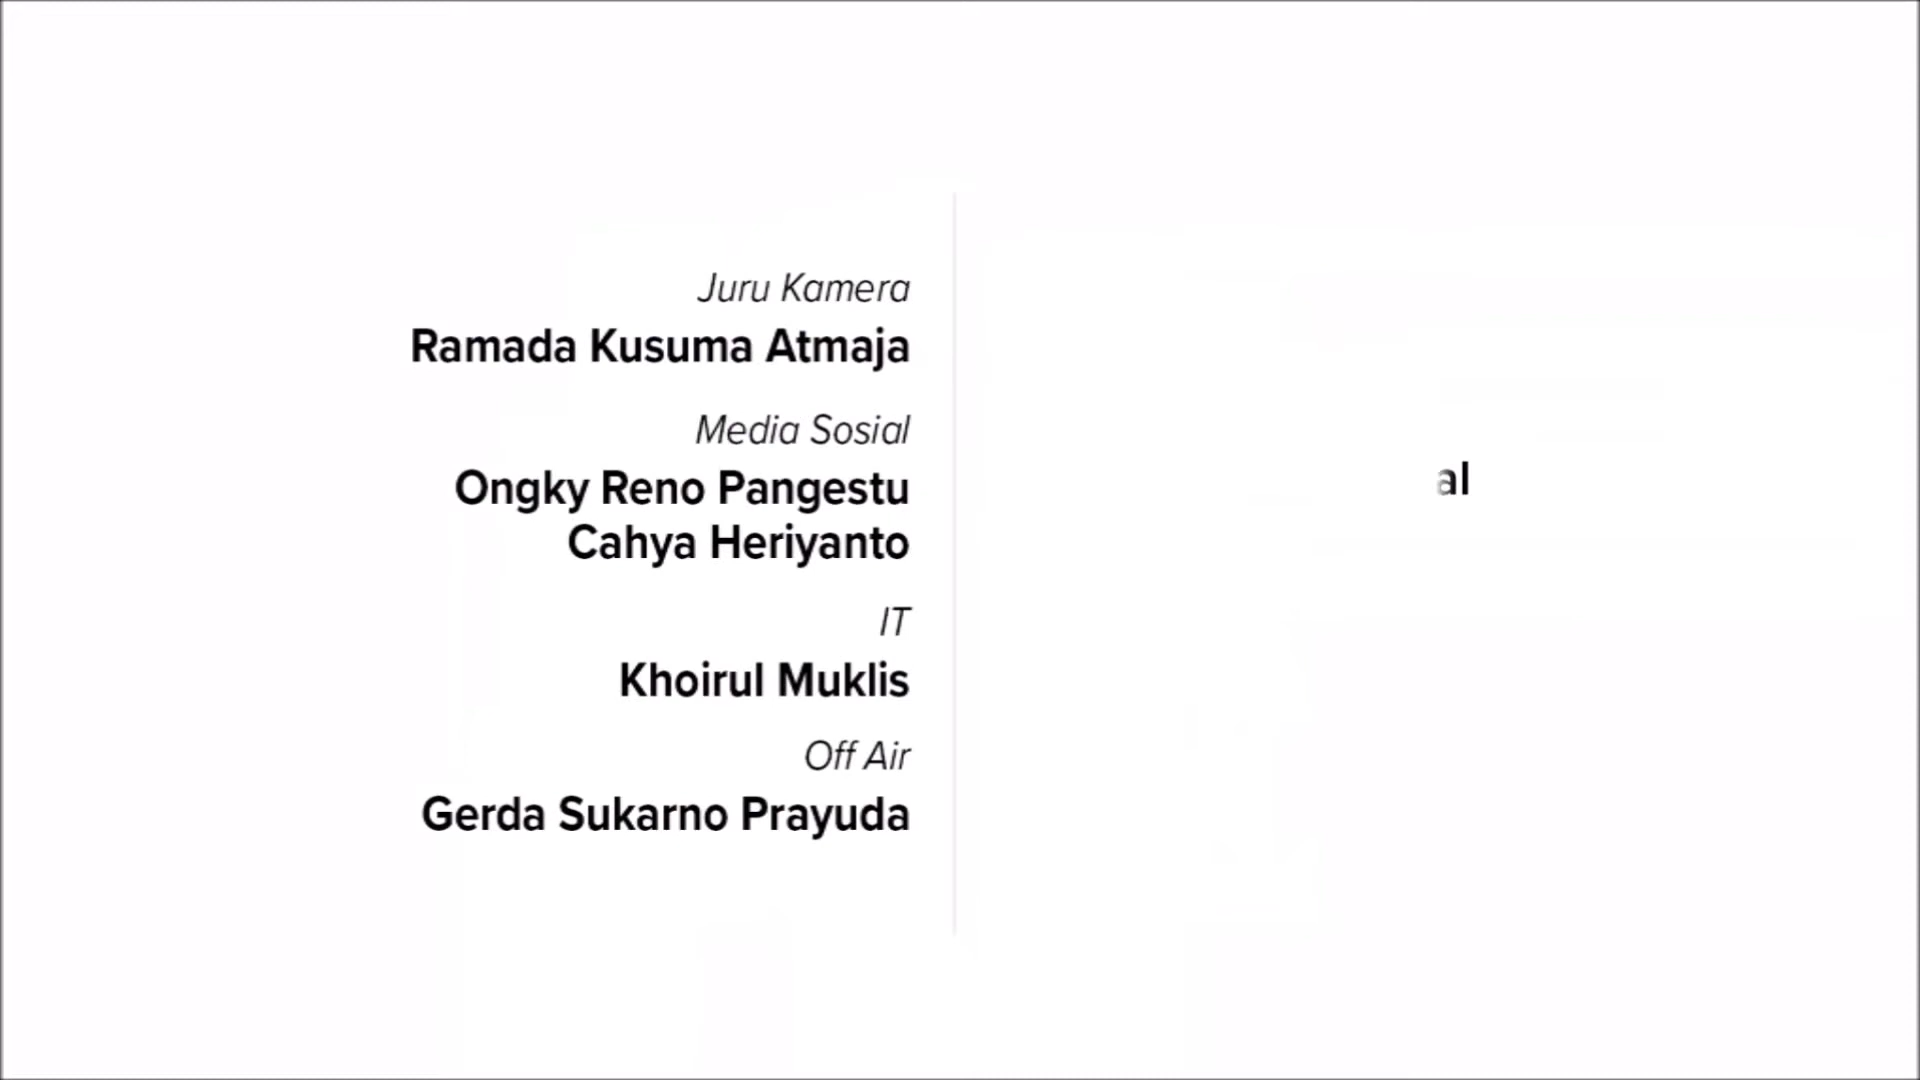 Juru Kamera
Ramada Kusuma Atmaja
Media Sosial
Ongky Reno Pangestu
Cahya Heriyanto
IT
Khoirul Muklis
Off Air
Gerda Sukarno Prayuda